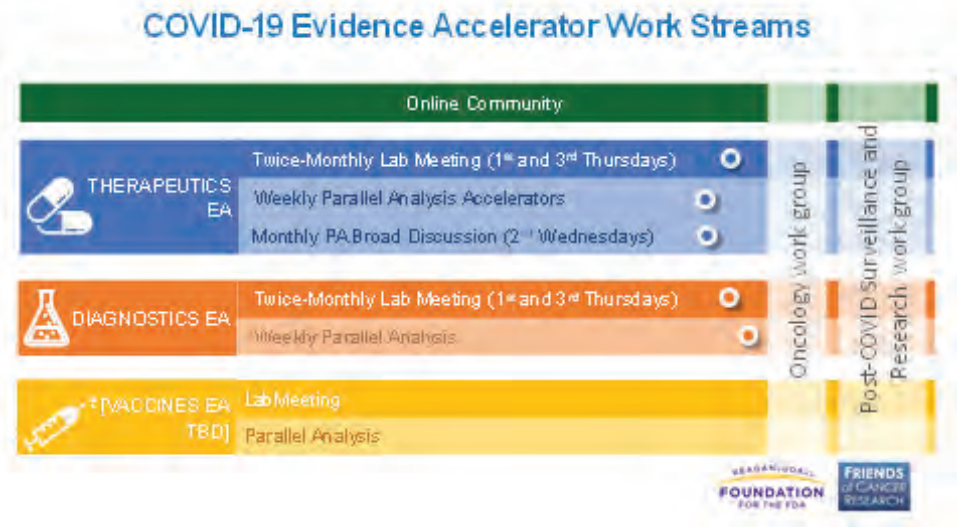 COVID-19 Evidence Accelerator Work Streams
Online Community
THERAPEUTICS
EA
Twice-Monthly Lab Meeting (1st and 3rd Thursdays)
Weekly Parallel Analysis Accelerators
Monthly PA Broad Discussion (2nd Wednesdays)
DIAGNOSTICS EA
Twice-Monthly Lab Meeting (1st and 3rd Thursdays)
Weekly Parallel Analysis
*[VACCINES EA
TBD]
Lab Meeting
Parallel Analysis
Oncology work group
Post-COVID Surveillance and
Research workgroup
REAGAN-UDALL
FOUNDATION
FOR THE FDA
FRIENDS
of CANCER
RESEARCH